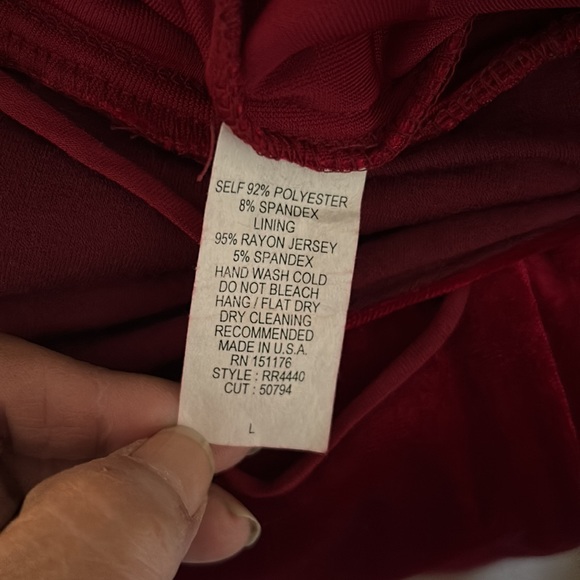 SELF 92% POLYESTER
8% SPANDEX
LINING
95% RAYON JERSEY
5% SPANDEX
HAND WASH COLD
DO NOT BLEACH
HANG / FLAT DRY
DRY CLEANING
RECOMMENDED
MADE IN U.S.A.
RN 151176
STYLE : RR4440
CUT : 50794
L